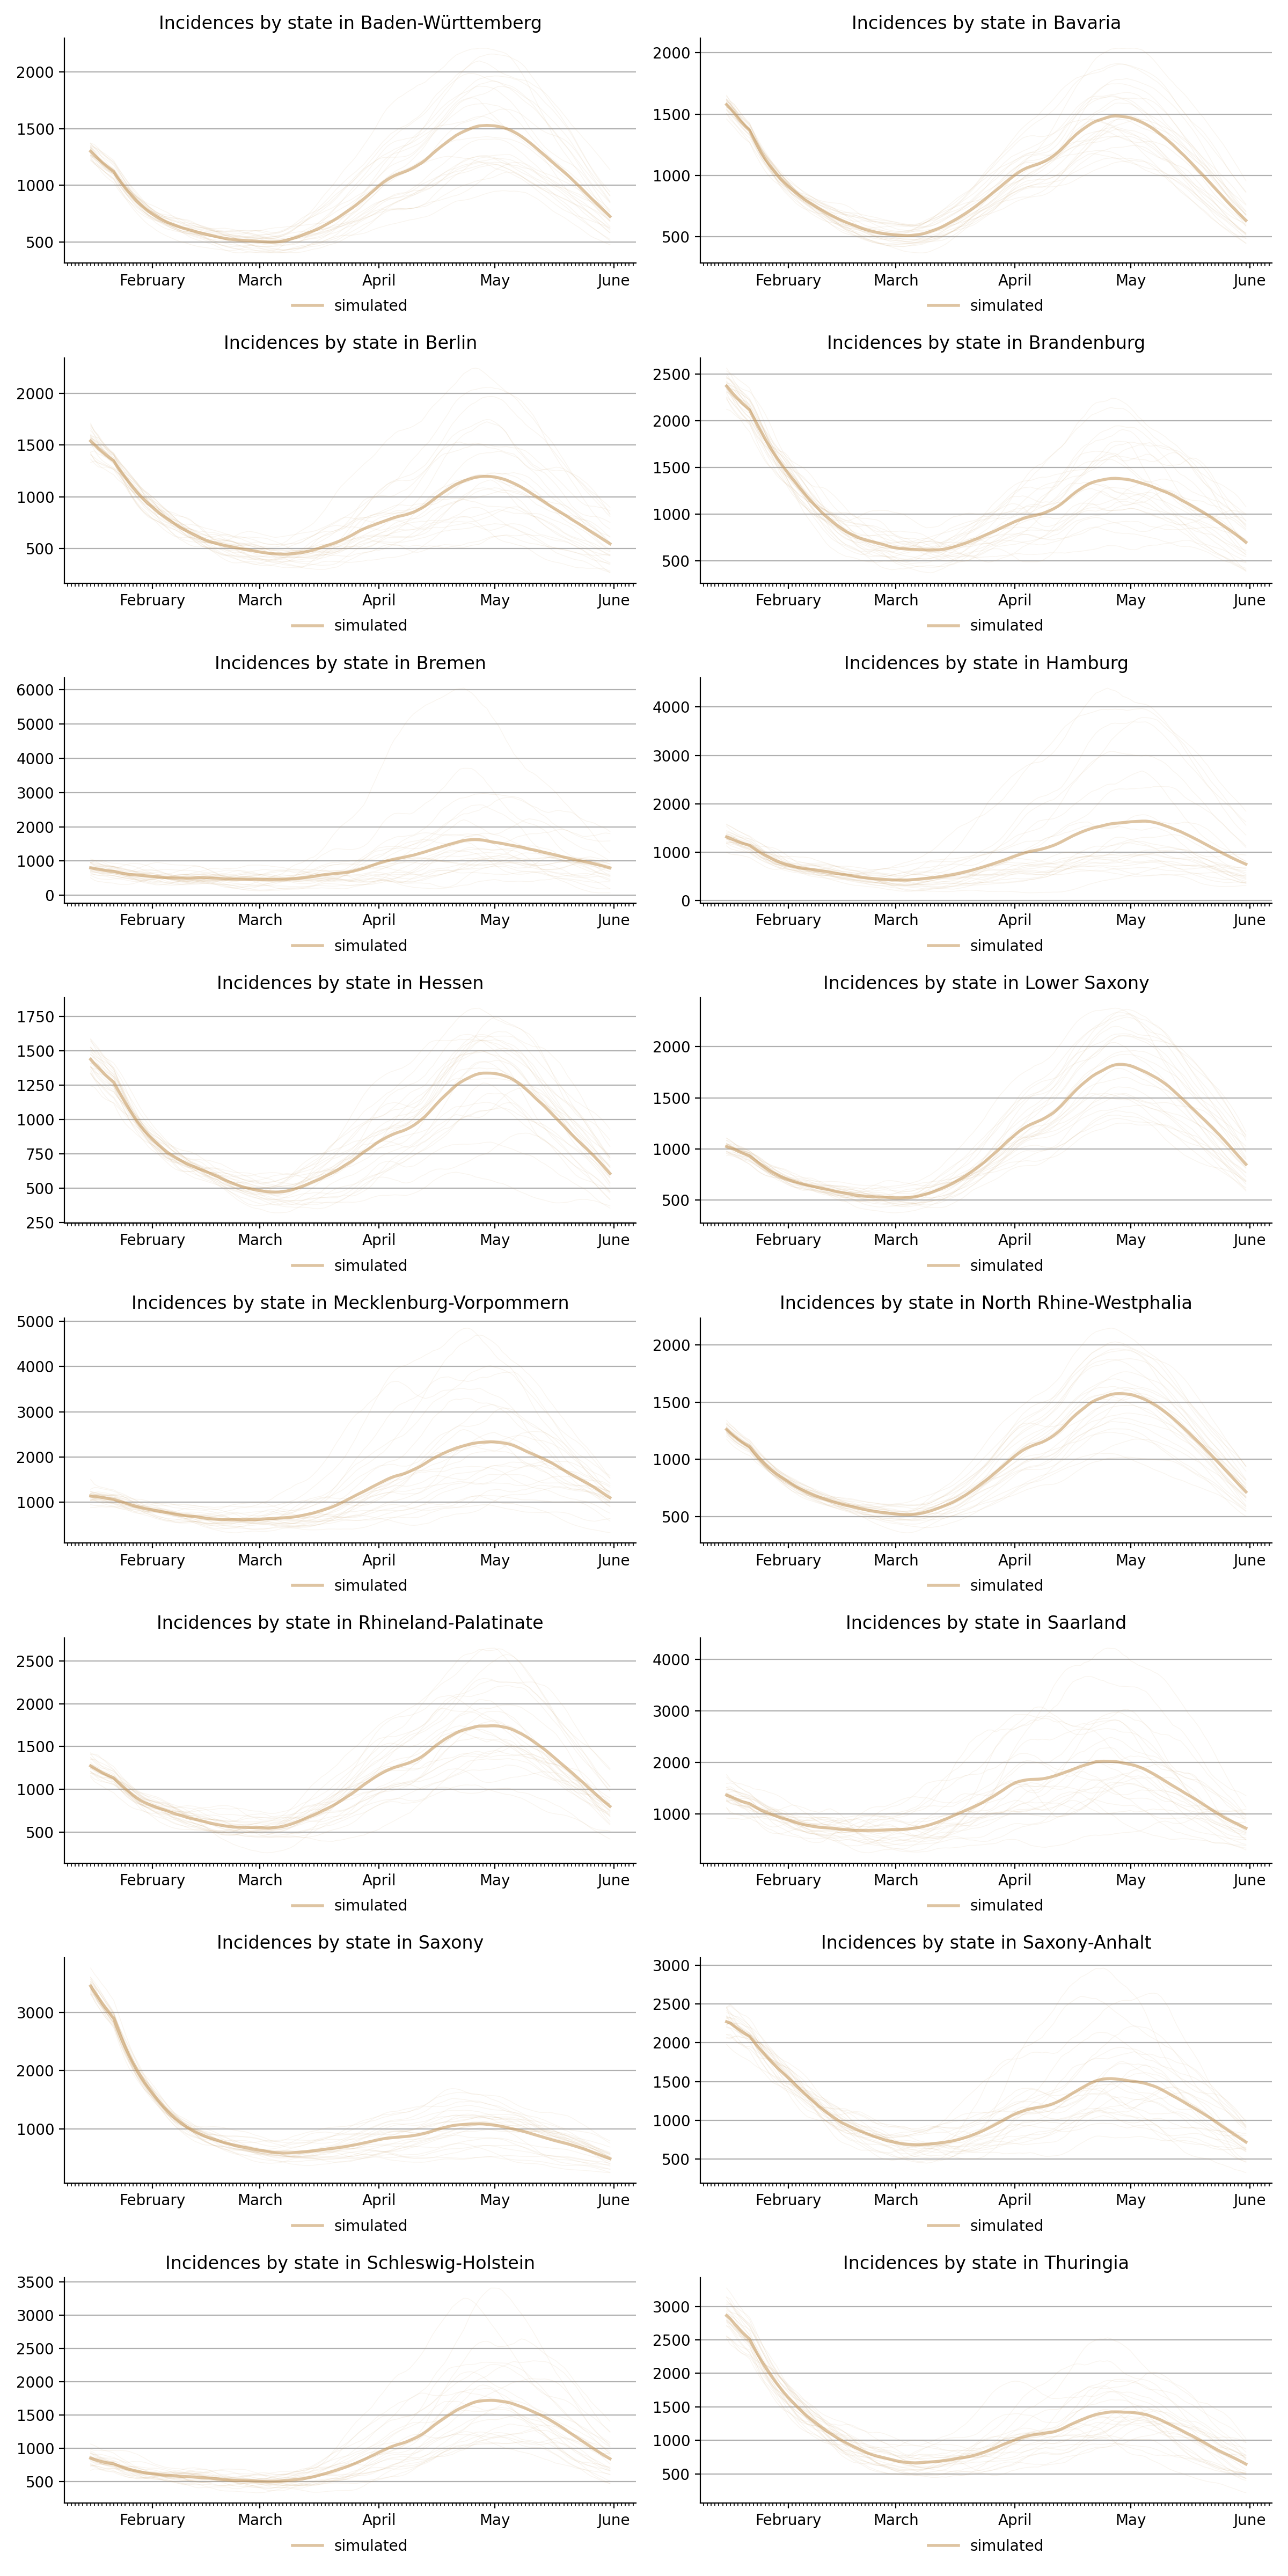 Incidences by state in Baden-Württemberg
2000
1500
1000
500
February March April May June
simulated
Incidences by state in Bavaria
2000
1500
1000
500
February March April May June
simulated
Incidences by state in Berlin
2000
1500
1000
500
February March April May June
simulated
Incidences by state in Brandenburg
2500
2000
1500
1000
500
February March April May June
simulated
Incidences by state in Bremen
6000
5000
4000
3000
2000
1000
0
February March April May June
simulated
Incidences by state in Hamburg
4000
3000
2000
1000
0
February March April May June
simulated
Incidences by state in Hessen
1750
1500
1250
1000
750
500
250
February March April May June
simulated
Incidences by state in Lower Saxony
2000
1500
1000
500
February March April May June
simulated
Incidences by state in Mecklenburg-Vorpommern
5000
4000
3000
2000
1000
February March April May June
simulated
Incidences by state in North Rhine-Westphalia
2000
1500
1000
500
February March April May June
simulated
Incidences by state in Rhineland-Palatinate
2500
2000
1500
1000
500
February March April May June
simulated
Incidences by state in Saarland
4000
3000
2000
1000
February March April May June
simulated
Incidences by state in Saxony
3000
2000
1000
February March April May June
simulated
Incidences by state in Saxony-Anhalt
3000
2500
2000
1500
1000
500
February March April May June
simulated
Incidences by state in Schleswig-Holstein
3500
3000
2500
2000
1500
1000
500
February March April May June
simulated
Incidences by state in Thuringia
3000
2500
2000
1500
1000
500
February March April May June
simulated